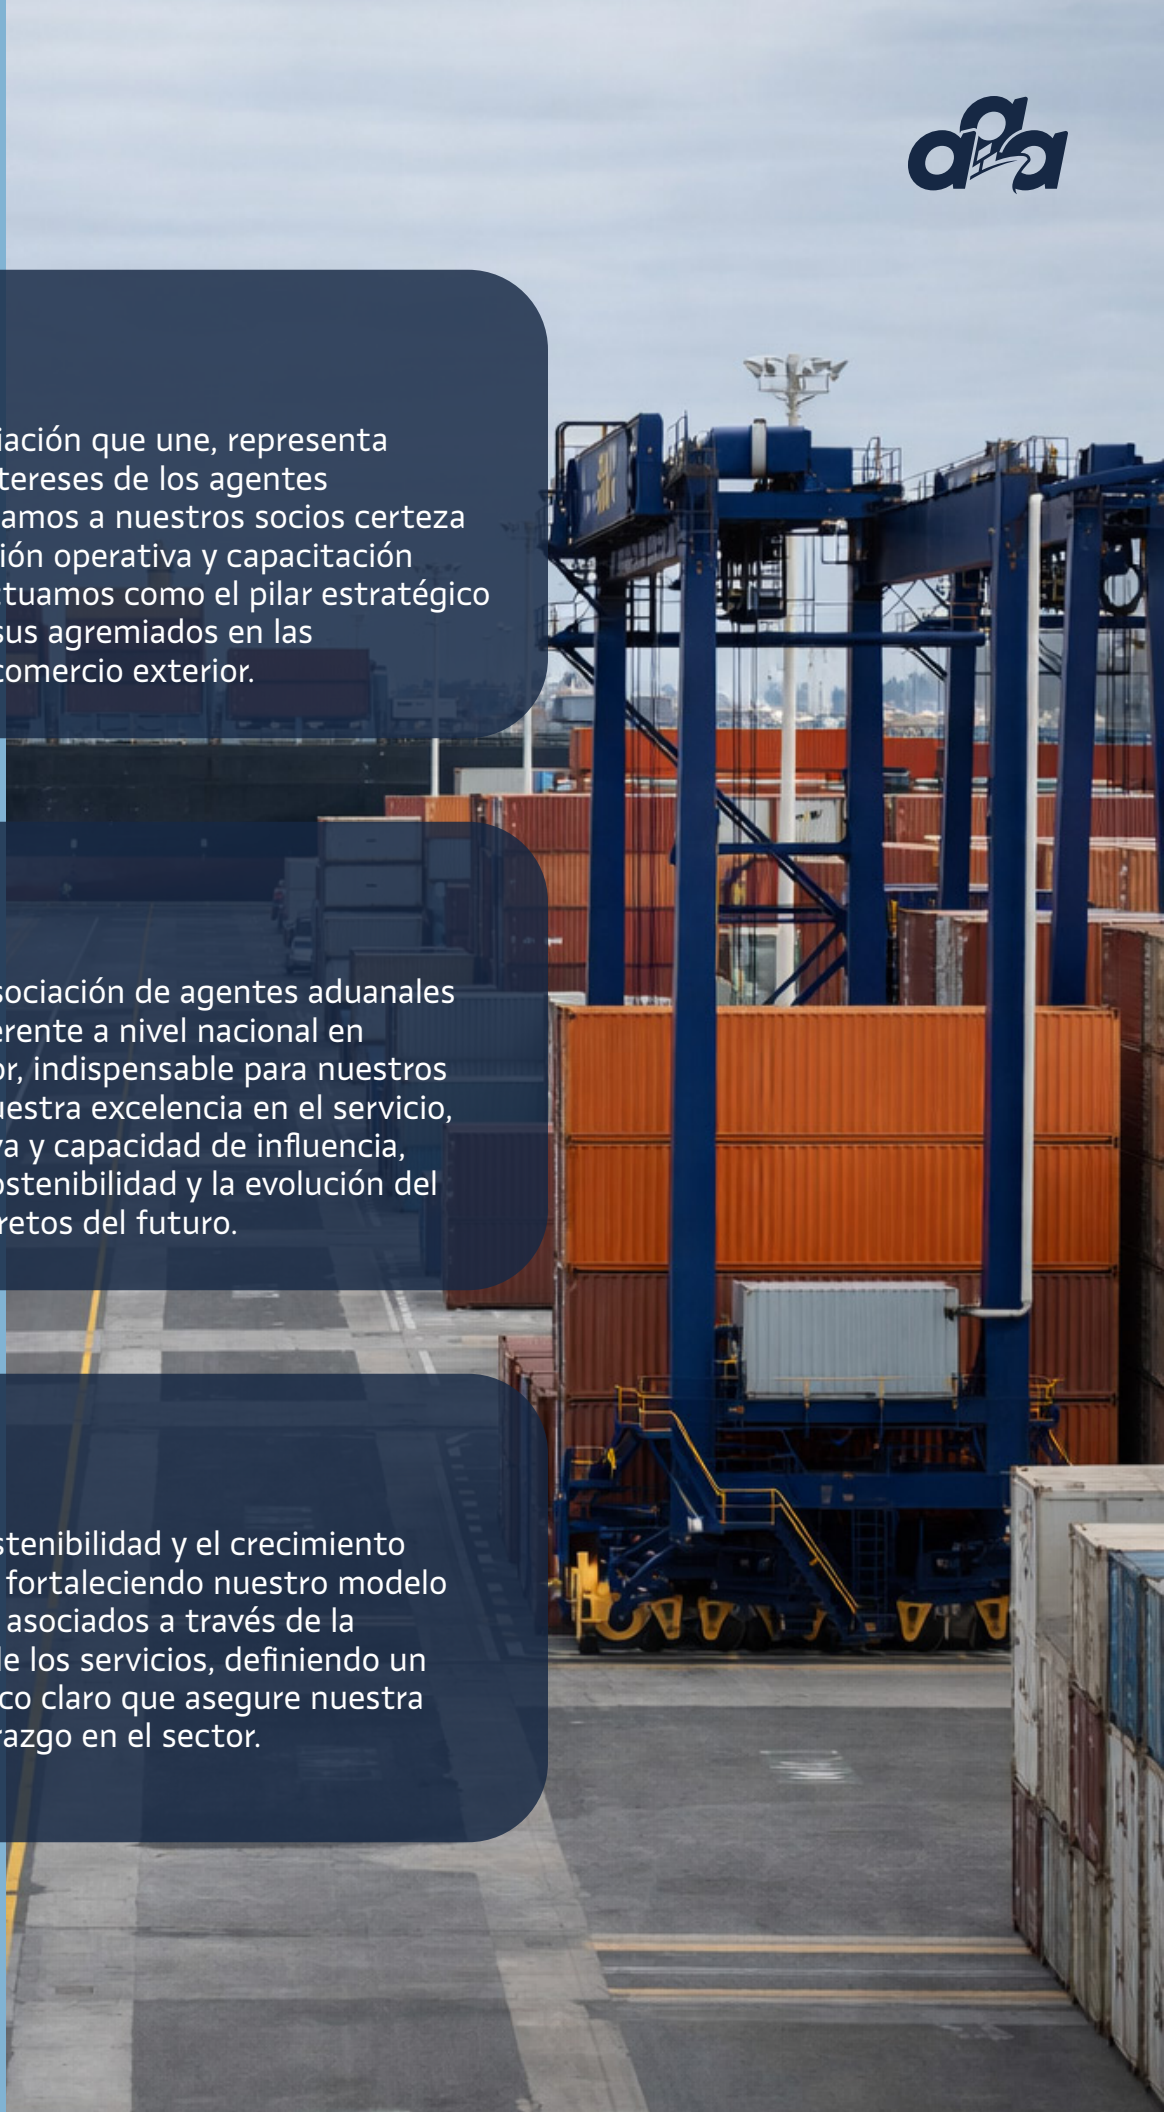 aaa
iación que une, representa
tereses de los agentes
amos a nuestros socios certeza
ión operativa y capacitación
ctuamos como el pilar estratégico
sus agremiados en las
comercio exterior.
sociación de agentes aduanales
erente a nivel nacional en
or, indispensable para nuestros
uestra excelencia en el servicio,
va y capacidad de influencia,
ostenibilidad y la evolución del
retos del futuro.
stenibilidad y el crecimiento
fortaleciendo nuestro modelo
asociados a través de la
de los servicios, definiendo un
co claro que asegure nuestra
razgo en el sector.